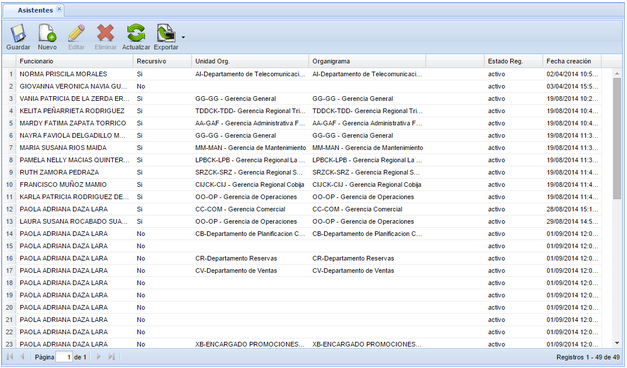 Asistentes
Guardar Nuevo Editar Eliminar Actualizar Exportar
Funcionario Recursivo Unidad Org. Organigrama Estado Reg. Fecha creación
1 NORMA PRISCILA MORALES Si AI-Departamento de Telecomunicaci... AI-Departamento de Telecomunicaci... activo 02/04/2014 10:5...
2 GIOVANNA VERONICA NAVIA GU... No activo 03/04/2014 15:5...
3 VANIA PATRICIA DE LA ZERDA ER... Si GG-GG - Gerencia General GG-GG - Gerencia General activo 19/08/2014 10:2...
4 KELITA PEÑARRIETA RODRIGUEZ Si TDDCK-TDD- Gerencia Regional Tri... TDDCK-TDD- Gerencia Regional Tri... activo 19/08/2014 11:3...
5 MARDY FATIMA ZAPATA TORRICO Si AA-GAF - Gerencia Administrativa F... AA-GAF - Gerencia Administrativa F... activo 19/08/2014 11:3...
6 NAYRA FAVIOLA DELGADILLO M... Si GG-GG - Gerencia General GG-GG - Gerencia General activo 19/08/2014 11:3...
7 MARIA SUSANA RIOS MAIDA Si MM-MAN - Gerencia de Mantenimiento MM-MAN - Gerencia de Mantenimiento activo 19/08/2014 11:3...
8 PAMELA NELLY MACIAS QUINTER... Si LPBCK-LPB - Gerencia Regional La ... LPBCK-LPB - Gerencia Regional La ... activo 19/08/2014 11:3...
9 RUTH ZAMORA PEDRAZA Si SRZCK-SRZ - Gerencia Regional S... SRZCK-SRZ - Gerencia Regional S... activo 19/08/2014 11:4...
10 FRANCISCO MUÑOZ MAMIO Si CIJCK-CIJ - Gerencia Regional Cobija CIJCK-CIJ - Gerencia Regional Cobija activo 19/08/2014 11:4...
11 KARLA PATRICIA RODRIGUEZ DE... Si OO-OP - Gerencia de Operaciones OO-OP - Gerencia de Operaciones activo 19/08/2014 11:4...
12 PAOLA ADRIANA DAZA LARA Si CC-COM - Gerencia Comercial CC-COM - Gerencia Comercial activo 28/08/2014 15:1...
13 LAURA SUSANA ROCABADO SUA... Si OO-OP - Gerencia de Operaciones OO-OP - Gerencia de Operaciones activo 29/08/2014 14:5...
14 PAOLA ADRIANA DAZA LARA No CB-Departamento de Planificacion C... CB-Departamento de Planificacion C... activo 01/09/2014 12:0...
15 PAOLA ADRIANA DAZA LARA No activo 01/09/2014 12:0...
16 PAOLA ADRIANA DAZA LARA No CR-Departamento Reservas CR-Departamento Reservas activo 01/09/2014 12:0...
17 PAOLA ADRIANA DAZA LARA No CV-Departamento de Ventas CV-Departamento de Ventas activo 01/09/2014 12:0...
18 PAOLA ADRIANA DAZA LARA No activo 01/09/2014 12:0...
19 PAOLA ADRIANA DAZA LARA No activo 01/09/2014 12:0...
20 PAOLA ADRIANA DAZA LARA No activo 01/09/2014 12:0...
21 PAOLA ADRIANA DAZA LARA No activo 01/09/2014 12:0...
22 PAOLA ADRIANA DAZA LARA No activo 01/09/2014 12:0...
23 PAOLA ADRIANA DAZA LARA No XB-ENCARGADO PROMOCIONES... XB-ENCARGADO PROMOCIONES... activo 01/09/2014 12:0...
Página 1 de 1 Registros 1 - 49 de 49